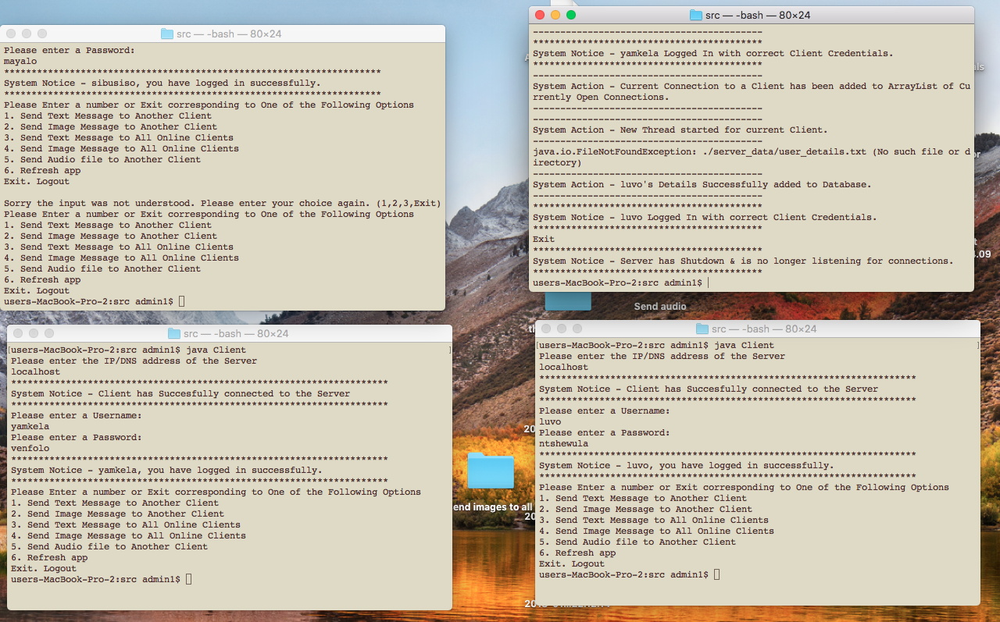 src — -bash — 80×24
Please enter a Password:
mayalo
*********************************************************************
System Notice - sibusiso, you have logged in successfully.
*********************************************************************
Please Enter a number or Exit corresponding to One of the Following Options
1. Send Text Message to Another Client
2. Send Image Message to Another Client
3. Send Text Message to All Online Clients
4. Send Image Message to All Online Clients
5. Send Audio file to Another Client
6. Refresh app
Exit. Logout
Sorry the input was not understood. Please enter your choice again. (1,2,3,Exit)
Please Enter a number or Exit corresponding to One of the Following Options
1. Send Text Message to Another Client
2. Send Image Message to Another Client
3. Send Text Message to All Online Clients
4. Send Image Message to All Online Clients
5. Send Audio file to Another Client
6. Refresh app
Exit. Logout
users-MacBook-Pro-2:src admin1$
src — -bash — 80×24
------------------------------------------
******************************************
System Notice - yamkela Logged In with correct Client Credentials.
******************************************
------------------------------------------
System Action - Current Connection to a Client has been added to ArrayList of Cu
rrently Open Connections.
------------------------------------------
------------------------------------------
System Action - New Thread started for current Client.
------------------------------------------
java.io.FileNotFoundException: ./server_data/user_details.txt (No such file or d
irectory)
------------------------------------------
System Action - luvo's Details Successfully added to Database.
------------------------------------------
******************************************
System Notice - luvo Logged In with correct Client Credentials.
******************************************
Exit
******************************************
System Notice - Server has Shutdown & is no longer listening for connections.
******************************************
users-MacBook-Pro-2:src admin1$
Send audio
src — -bash — 80×24
[users-MacBook-Pro-2:src admin1$ java Client ]
Please enter the IP/DNS address of the Server
localhost
*********************************************************************
System Notice - Client has Succesfully connected to the Server
*********************************************************************
Please enter a Username:
yamkela
Please enter a Password:
venfolo
*********************************************************************
System Notice - yamkela, you have logged in successfully.
*********************************************************************
Please Enter a number or Exit corresponding to One of the Following Options
1. Send Text Message to Another Client
2. Send Image Message to Another Client
3. Send Text Message to All Online Clients
4. Send Image Message to All Online Clients
5. Send Audio file to Another Client
6. Refresh app
Exit. Logout
users-MacBook-Pro-2:src admin1$
end images to all
src — -bash — 80×24
[users-MacBook-Pro-2:src admin1$ java Client ]
Please enter the IP/DNS address of the Server
localhost
*********************************************************************
System Notice - Client has Succesfully connected to the Server
*********************************************************************
Please enter a Username:
luvo
Please enter a Password:
ntshewula
*********************************************************************
System Notice - luvo, you have logged in successfully.
*********************************************************************
Please Enter a number or Exit corresponding to One of the Following Options
1. Send Text Message to Another Client
2. Send Image Message to Another Client
3. Send Text Message to All Online Clients
4. Send Image Message to All Online Clients
5. Send Audio file to Another Client
6. Refresh app
Exit. Logout
users-MacBook-Pro-2:src admin1$